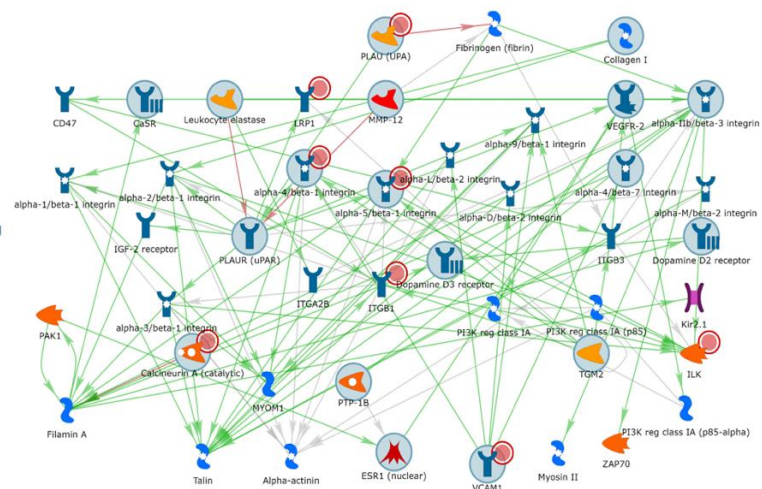 PLAU (UPA)
Fibrinogen (fibrin)
Collagen I
CD47
CaSR
Leukocyte elastase
LRP1
MMP-12
VEGFR-2
alpha-IIb/beta-3 integrin
alpha-9/beta-1 integrin
alpha-L/beta-2 integrin
alpha-1/beta-1 integrin
alpha-2/beta-1 integrin
alpha-4/beta-1 integrin
alpha-5/beta-1 integrin
alpha-D/beta-2 integrin
alpha-4/beta-7 integrin
alpha-M/beta-2 integrin
IGF-2 receptor
PLAUR (uPAR)
ITGB3
Dopamine D2 receptor
Dopamine D3 receptor
ITGA2B
ITGB1
alpha-3/beta-1 integrin
PI3K reg class IA
PI3K reg class IA (p85)
Kir2.1
PAK1
Calcineurin A (catalytic)
TGM2
ILK
MYOM1
PTP-1B
Filamin A
PI3K reg class IA (p85-alpha)
Talin
Alpha-actinin
ESR1 (nuclear)
VCAM1
Myosin II
ZAP70